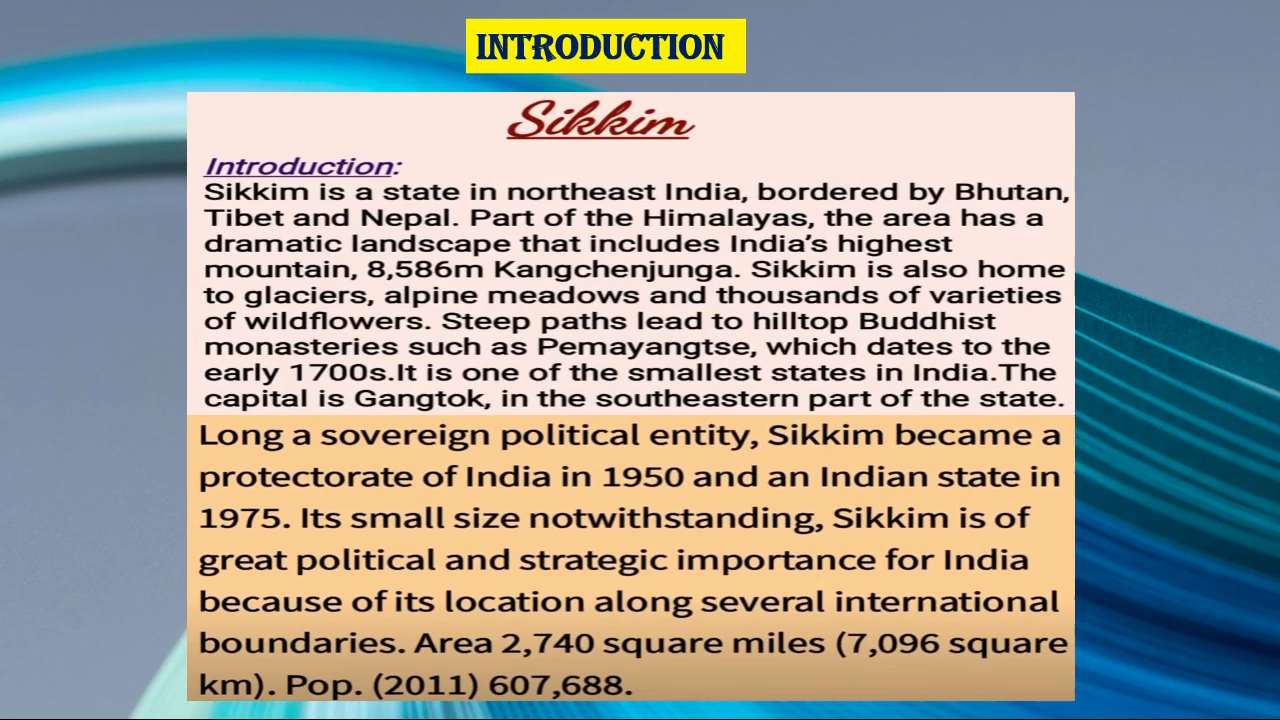 INTRODUCTION
Sikkim
Introduction:
Sikkim is a state in northeast India, bordered by Bhutan,
Tibet and Nepal. Part of the Himalayas, the area has a
dramatic landscape that includes India's highest
mountain, 8,586m Kangchenjunga. Sikkim is also home
to glaciers, alpine meadows and thousands of varieties
of wildflowers. Steep paths lead to hilltop Buddhist
monasteries such as Pemayangtse, which dates to the
early 1700s.It is one of the smallest states in India.The
capital is Gangtok, in the southeastern part of the state.
Long a sovereign political entity, Sikkim became a
protectorate of India in 1950 and an Indian state in
1975. Its small size notwithstanding, Sikkim is of
great political and strategic importance for India
because of its location along several international
boundaries. Area 2,740 square miles (7,096 square
km). Pop. (2011) 607,688.